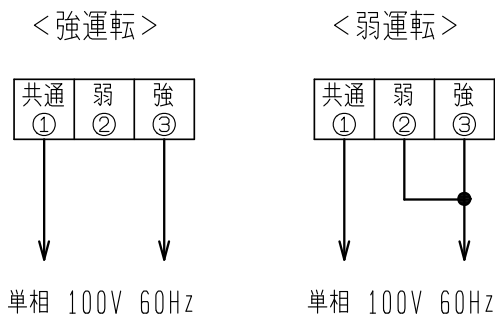 ＜強運転＞
共通 弱 強
① ② ③
単相 100V 60Hz
＜弱運転＞
共通 弱 強
① ② ③
単相 100V 60Hz